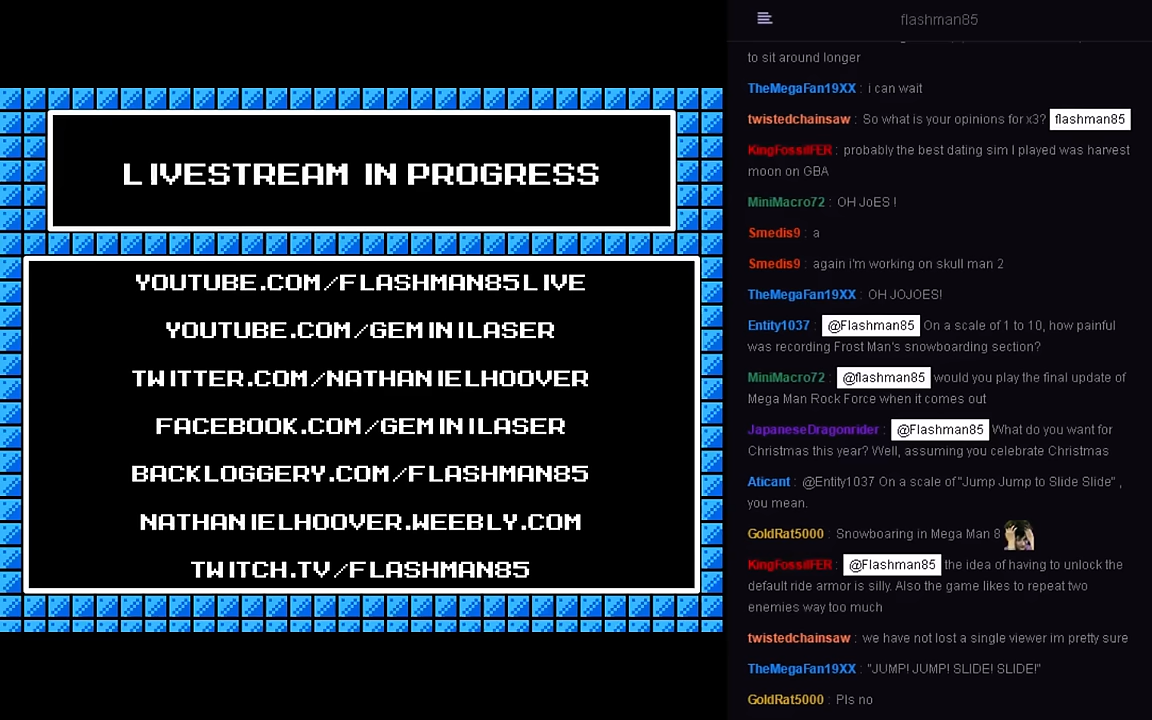 LIVESTREAM IN PROGRESS
YOUTUBE.COM/FLASHMAN85LIVE
YOUTUBE.COM/GEMINILASER
TWITTER.COM/NATHANIELHOOVER
FACEBOOK.COM/GEMINILASER
BACKLOGGERY.COM/FLASHMAN85
NATHANIELHOOVER.WEEBLY.COM
TWITCH.TV/FLASHMAN85
flashman85
to sit around longer
TheMegaFan19XX : i can wait
twistedchainsaw : So what is your opinions for x3? flashman85
KingFossilFER : probably the best dating sim I played was harvest
moon on GBA
MiniMacro72 : OH JoES !
Smedis9 : a
Smedis9 : again i'm working on skull man 2
TheMegaFan19XX : OH JOJOES!
Entity1037 : @Flashman85 On a scale of 1 to 10, how painful
was recording Frost Man's snowboarding section?
MiniMacro72 : @flashman85 would you play the final update of
Mega Man Rock Force when it comes out
JapaneseDragonrider : @Flashman85 What do you want for
Christmas this year? Well, assuming you celebrate Christmas
Aticant : @Entity1037 On a scale of "Jump Jump to Slide Slide" ,
you mean.
GoldRat5000 : Snowboaring in Mega Man 8
KingFossilFER : @Flashman85 the idea of having to unlock the
default ride armor is silly. Also the game likes to repeat two
enemies way too much
twistedchainsaw : we have not lost a single viewer im pretty sure
TheMegaFan19XX : "JUMP! JUMP! SLIDE! SLIDE!"
GoldRat5000 : Pls no